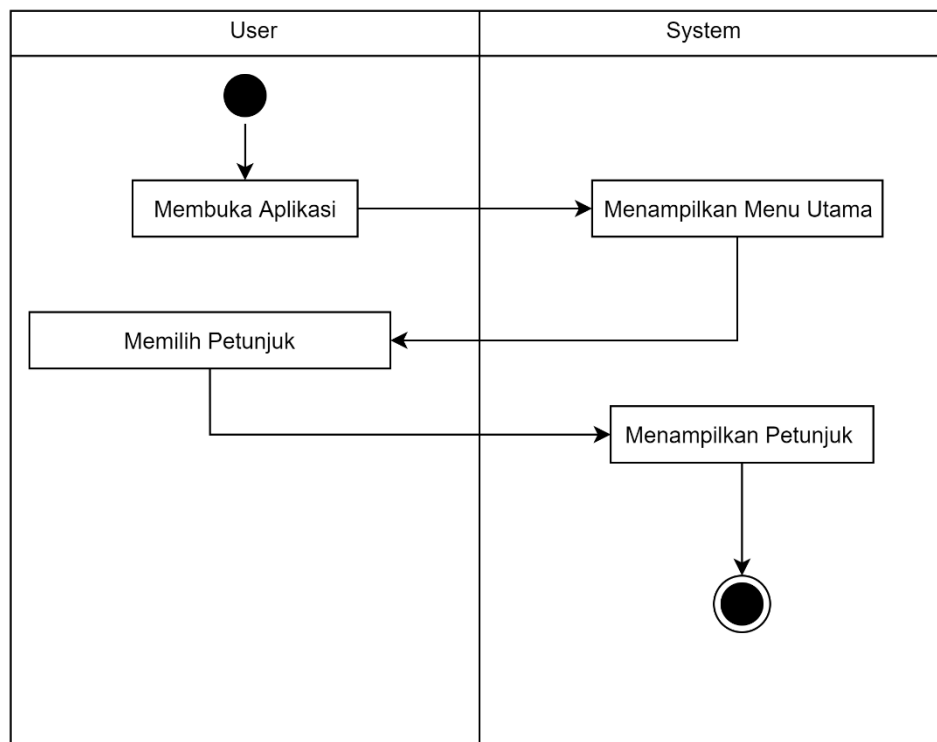 User
System
Membuka Aplikasi
Menampilkan Menu Utama
Memilih Petunjuk
Menampilkan Petunjuk